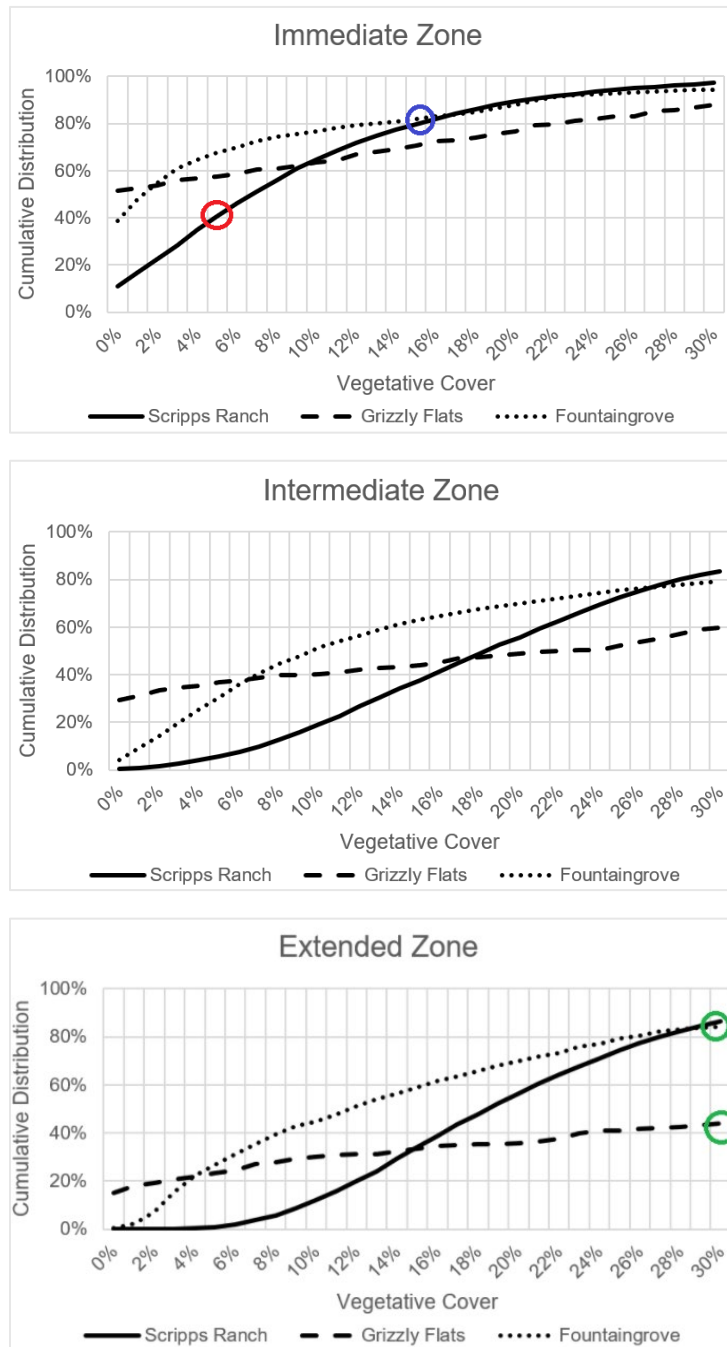 Immediate Zone
Cumulative Distribution
100%
80%
60%
40%
20%
0%
0% 2% 4% 6% 8% 10% 12% 14% 16% 18% 20% 22% 24% 26% 28% 30%
Vegetative Cover
Scripps Ranch Grizzly Flats Fountaingrove
Intermediate Zone
Cumulative Distribution
100%
80%
60%
40%
20%
0%
0% 2% 4% 6% 8% 10% 12% 14% 16% 18% 20% 22% 24% 26% 28% 30%
Vegetative Cover
Scripps Ranch Grizzly Flats Fountaingrove
Extended Zone
Cumulative Distribution
100%
80%
60%
40%
20%
0%
0% 2% 4% 6% 8% 10% 12% 14% 16% 18% 20% 22% 24% 26% 28% 30%
Vegetative Cover
Scripps Ranch Grizzly Flats Fountaingrove